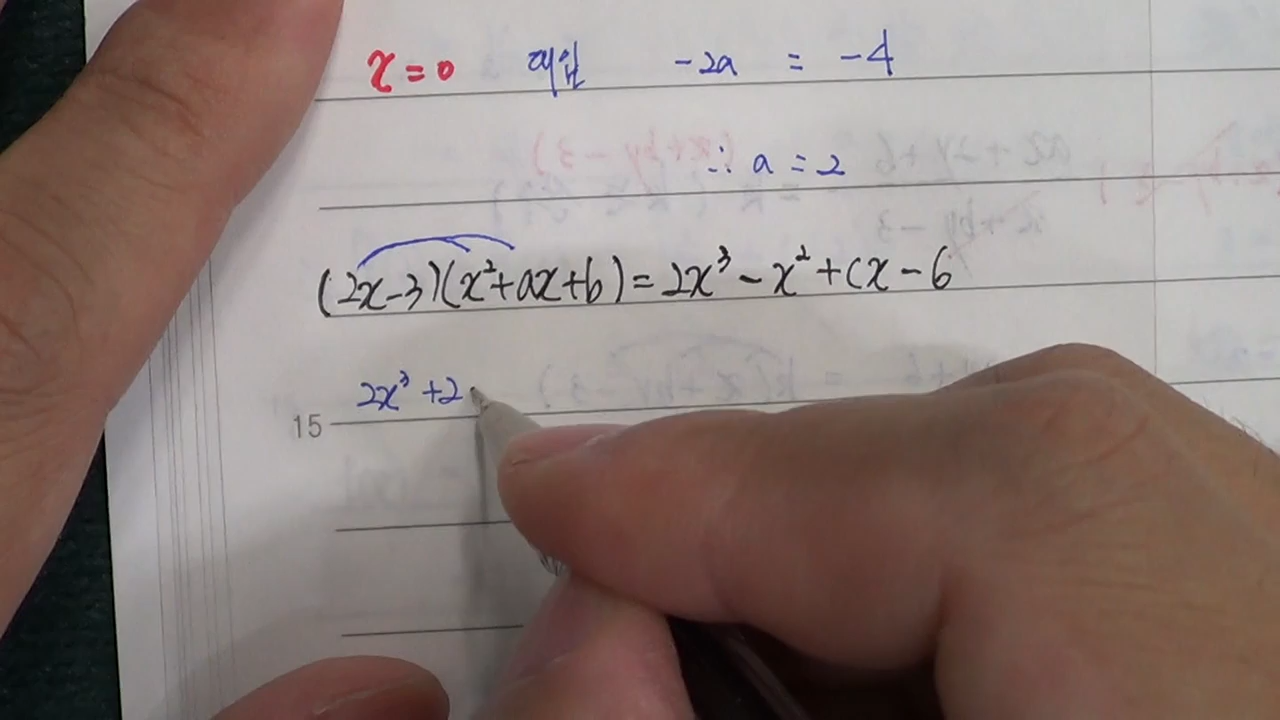 x = 0 대입 -2a = -4
∴ a = 2
(2x-3)(x²+ax+b) = 2x³ - x² + cx - 6
2x³ + 2
15